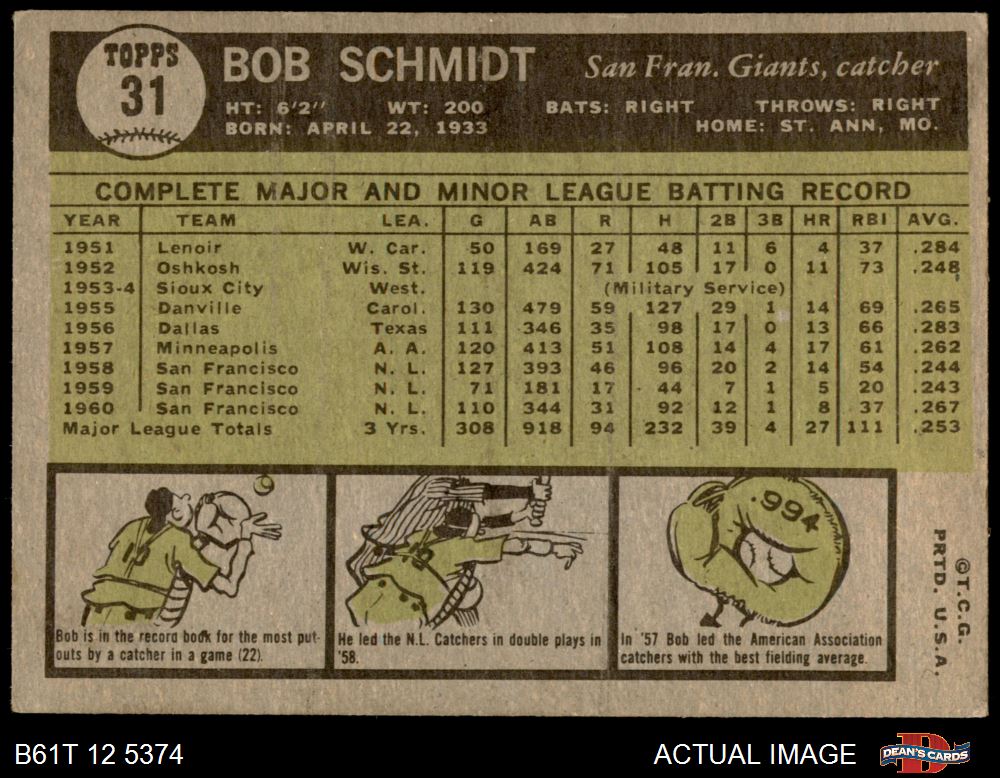 TOPPS
31
BOB SCHMIDT San Fran. Giants, catcher
HT: 6'2" WT: 200 BATS: RIGHT THROWS: RIGHT
BORN: APRIL 22, 1933 HOME: ST. ANN, MO.
COMPLETE MAJOR AND MINOR LEAGUE BATTING RECORD
YEAR TEAM LEA. G AB R H 2B 3B HR RBI AVG.
1951 Lenoir W. Car. 50 169 27 48 11 6 4 37 .284
1952 Oshkosh Wis. St. 119 424 71 105 17 0 11 73 .248
1953-4 Sioux City West. (Military Service)
1955 Danville Carol. 130 479 59 127 29 1 14 69 .265
1956 Dallas Texas 111 346 35 98 17 0 13 66 .283
1957 Minneapolis A. A. 120 413 51 108 14 4 17 61 .262
1958 San Francisco N. L. 127 393 46 96 20 2 14 54 .244
1959 San Francisco N. L. 71 181 17 44 7 1 5 20 .243
1960 San Francisco N. L. 110 344 31 92 12 1 8 37 .267
Major League Totals 3 Yrs. 308 918 94 232 39 4 27 111 .253
.994
Bob is in the record book for the most put-
outs by a catcher in a game (22).
He led the N.L. Catchers in double plays in
'58.
In '57 Bob led the American Association
catchers with the best fielding average.
©T.C.G.
PRTD. U.S.A.
B61T 12 5374 ACTUAL IMAGE
DEAN'S CARDS